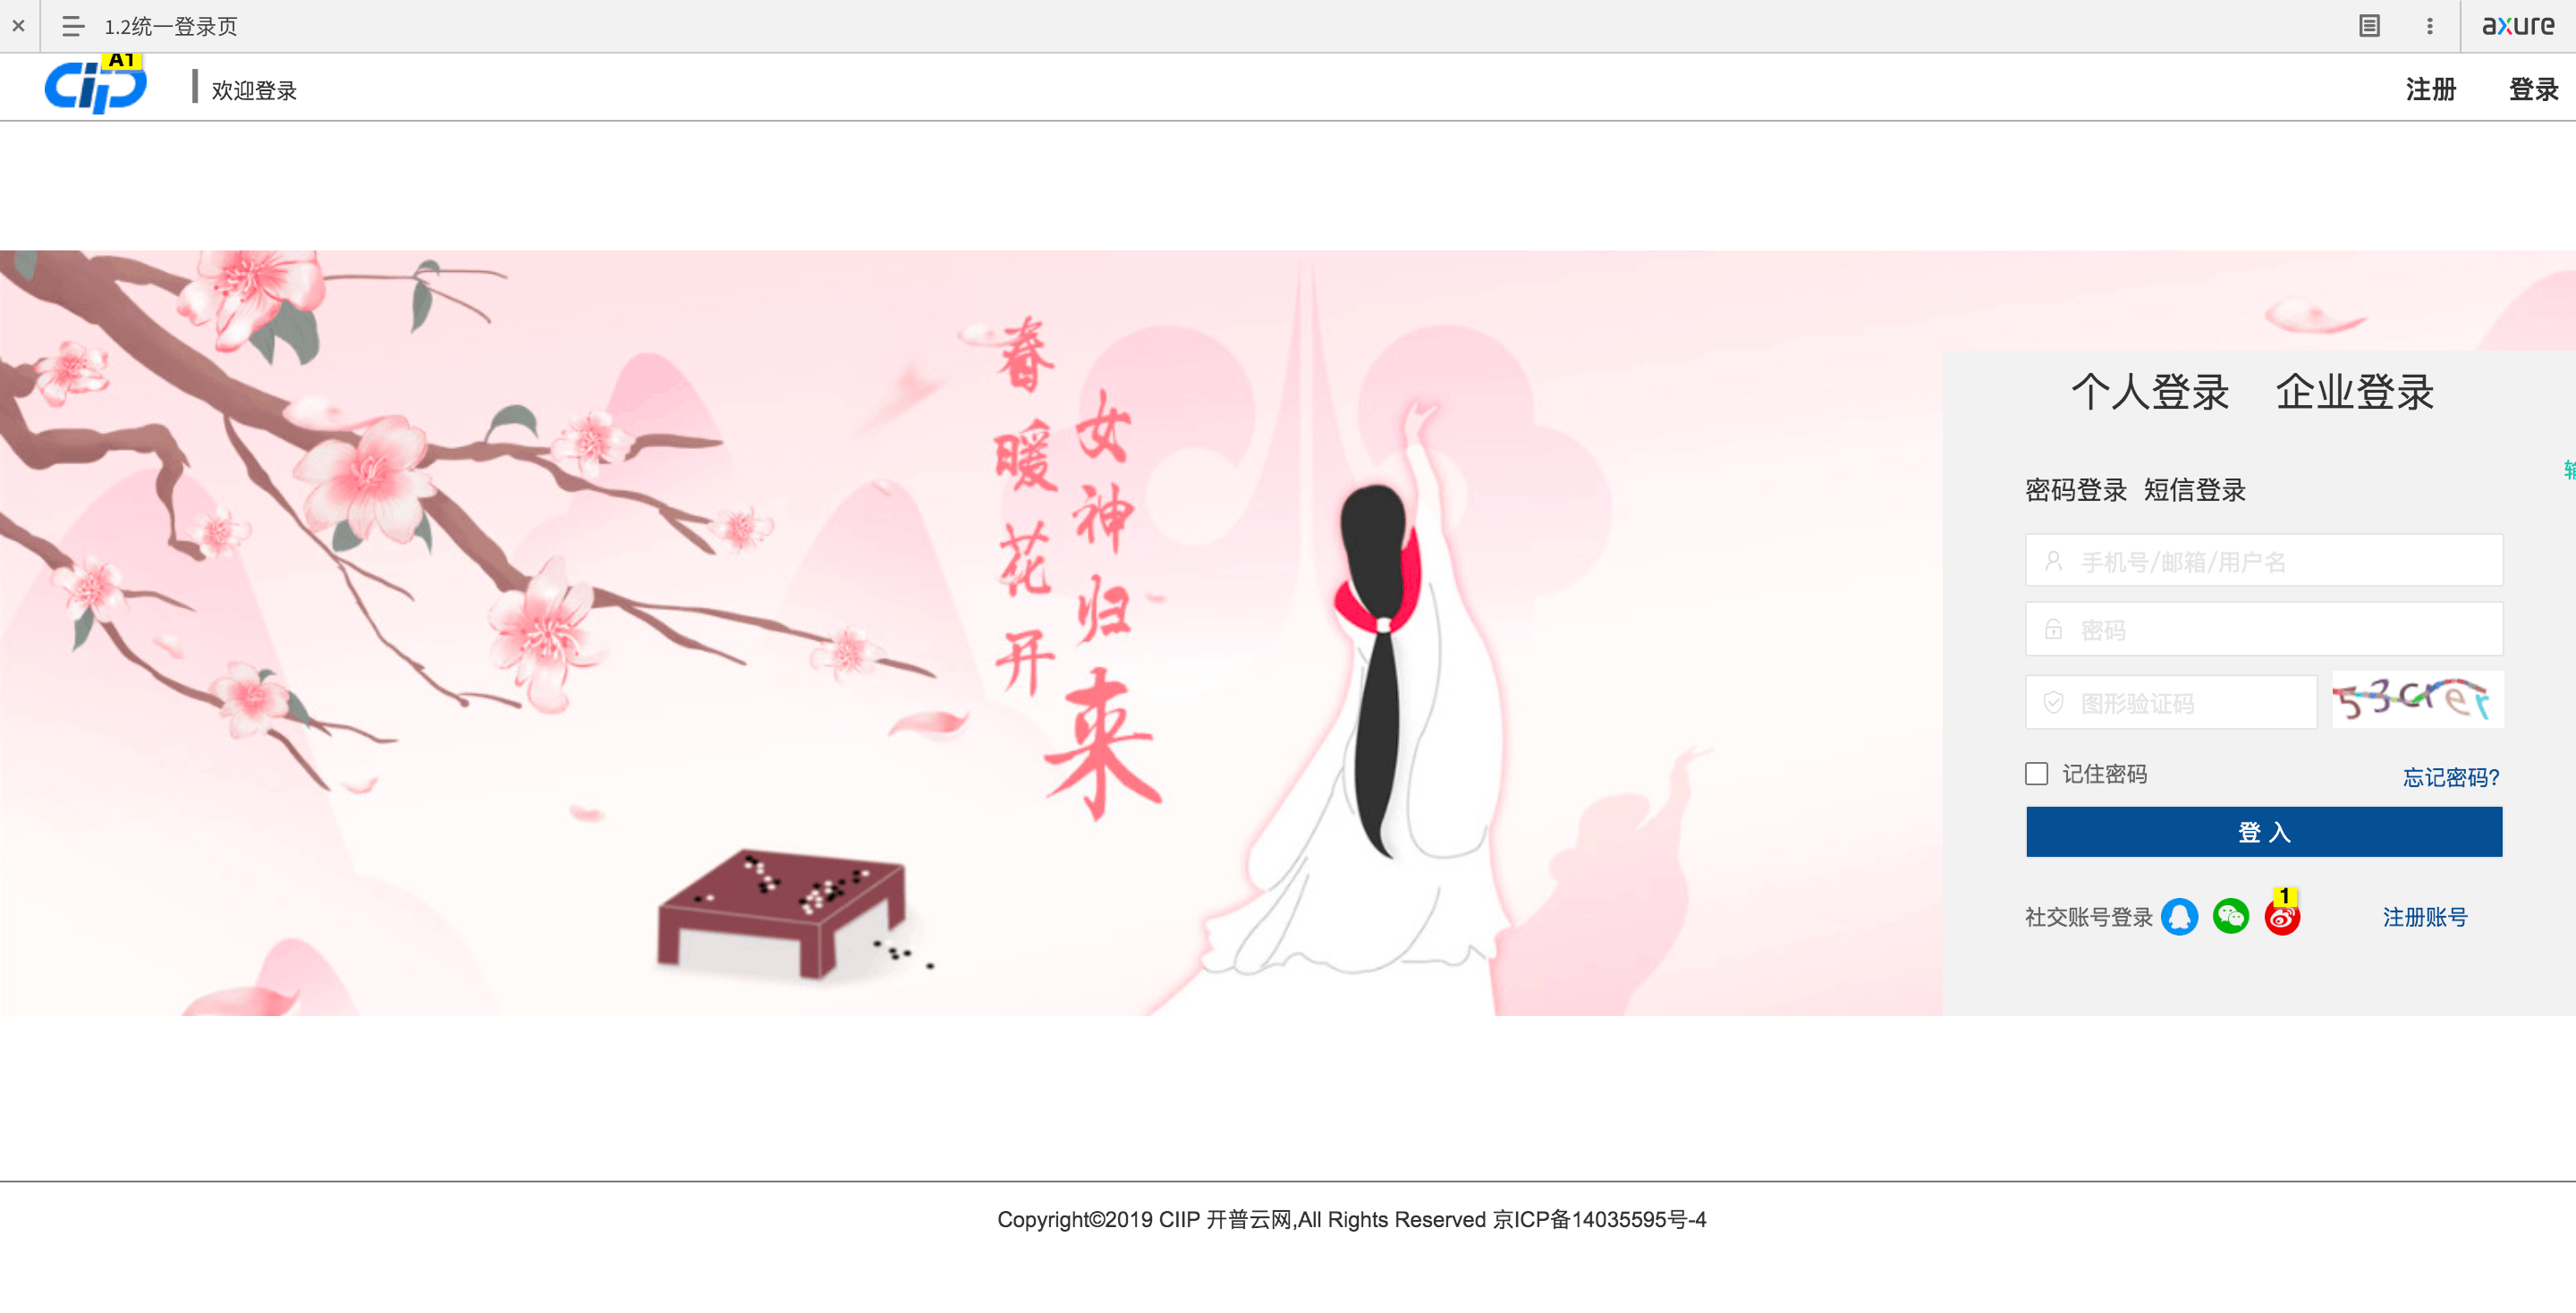 1.2统一登录页
axure
A1
CIIP
欢迎登录
注册
登录
春暖花开
女神归来
个人登录 企业登录
密码登录 短信登录
手机号/邮箱/用户名
密码
图形验证码
53crer
记住密码
忘记密码?
登 入
社交账号登录
1
注册账号
Copyright©2019 CIIP 开普云网,All Rights Reserved 京ICP备14035595号-4